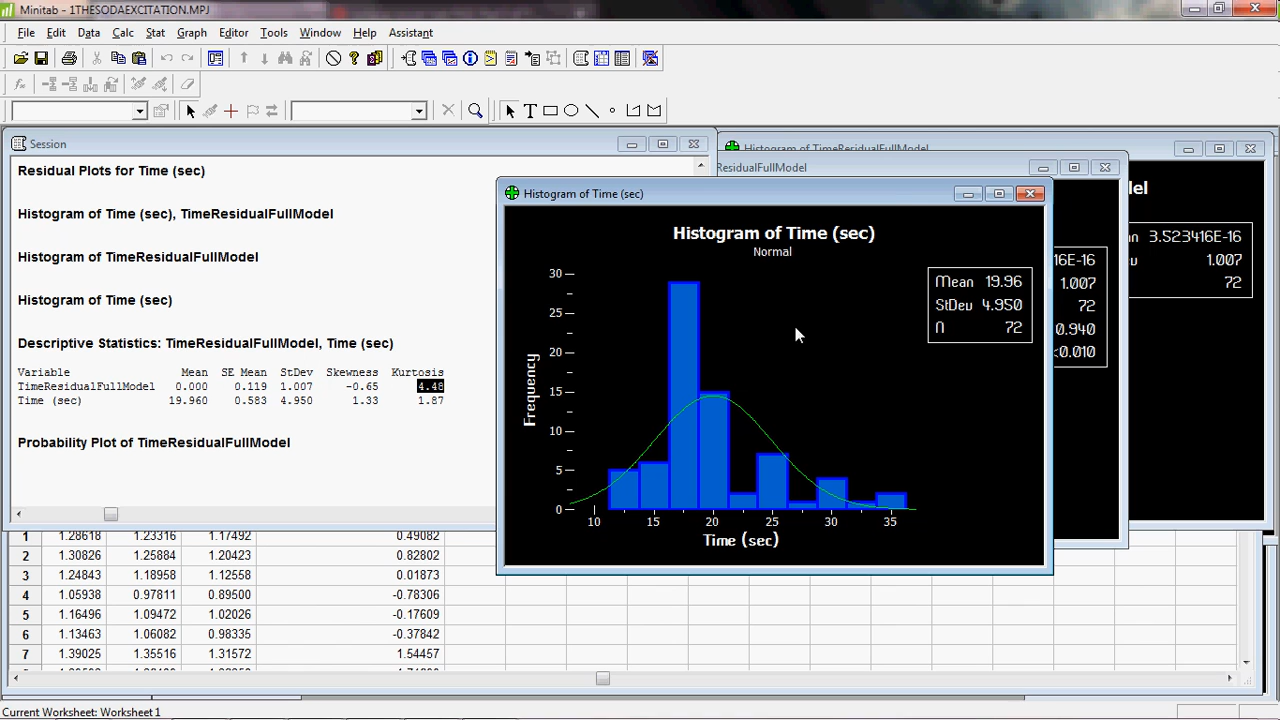 Minitab - 1THESODAEXCITATION.MPJ
File Edit Data Calc Stat Graph Editor Tools Window Help Assistant
Session
Residual Plots for Time (sec)
Histogram of Time (sec), TimeResidualFullModel
Histogram of TimeResidualFullModel
Histogram of Time (sec)
Descriptive Statistics: TimeResidualFullModel, Time (sec)
Variable Mean SE Mean StDev Skewness Kurtosis
TimeResidualFullModel 0.000 0.119 1.007 -0.65 4.48
Time (sec) 19.960 0.583 4.950 1.33 1.87
Probability Plot of TimeResidualFullModel
Histogram of TimeResidualFullModel
ResidualFullModel
Histogram of Time (sec)
Histogram of Time (sec)
Normal
Mean 19.96
StDev 4.950
N 72
Frequency
30
25
20
15
10
5
0
10 15 20 25 30 35
Time (sec)
16E-16
1.007
72
0.940
<0.010
del
an 3.523416E-16
v 1.007
72
1 1.28618 1.23316 1.17492 0.49082
2 1.30826 1.25884 1.20423 0.82802
3 1.24843 1.18958 1.12558 0.01873
4 1.05938 0.97811 0.89500 -0.78306
5 1.16496 1.09472 1.02026 -0.17609
6 1.13463 1.06082 0.98335 -0.37842
7 1.39025 1.35516 1.31572 1.54457
Current Worksheet: Worksheet 1